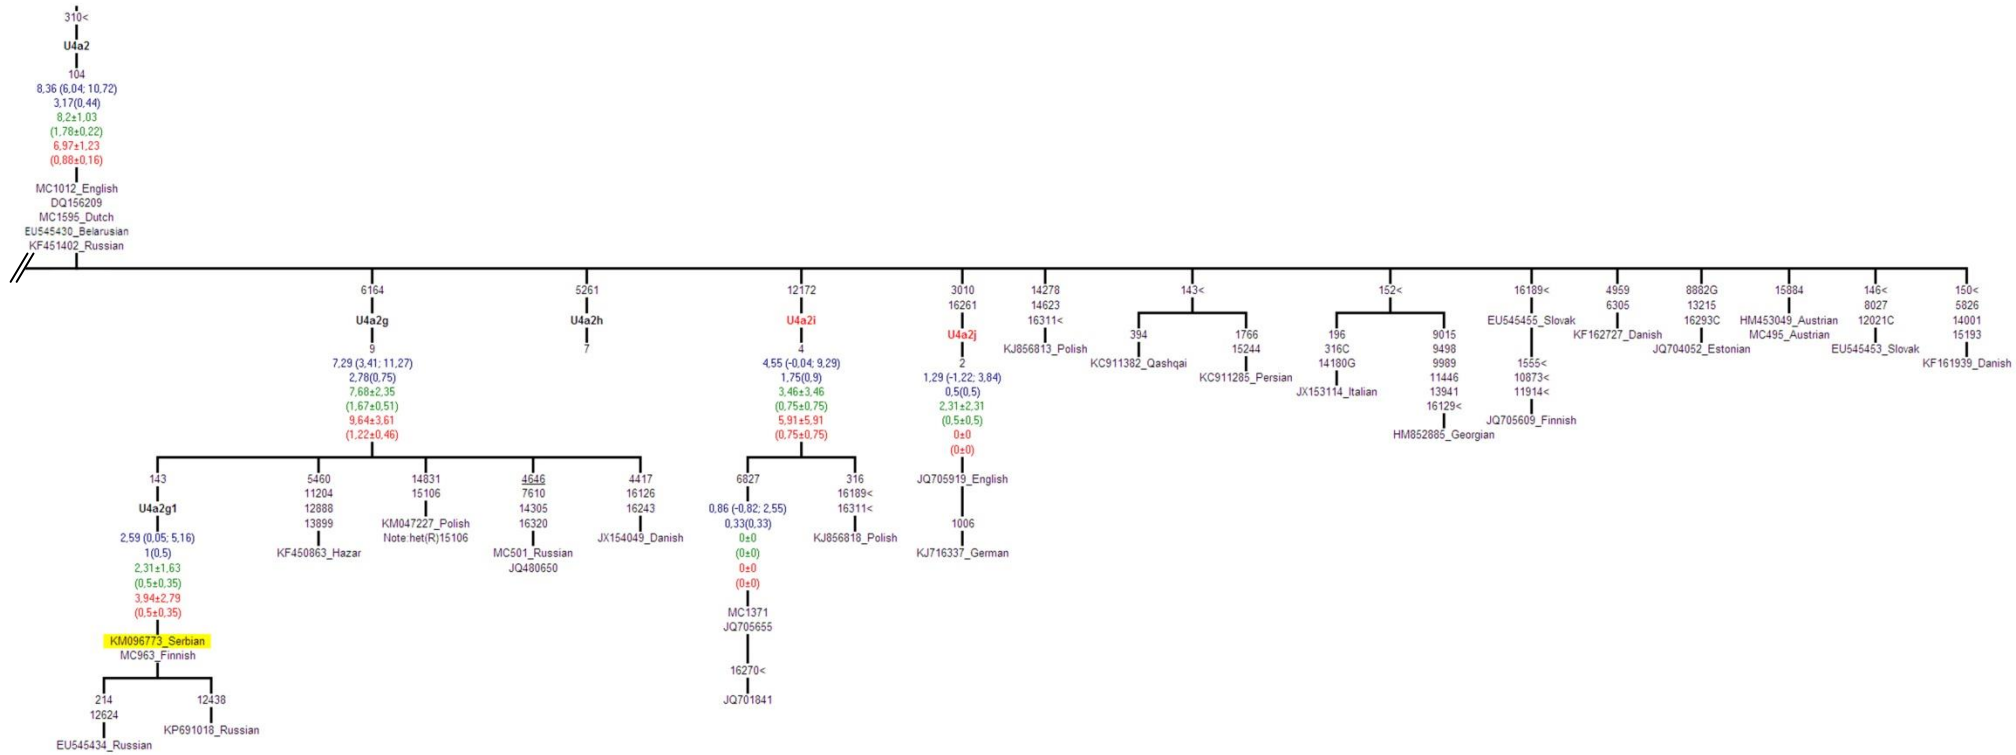 310<
U4a2
104
8,36 (6,04; 10,72)
3,17(0,44)
8,2±1,03
(1,78±0,22)
6,97±1,23
(0,88±0,16)
MC1012_English
DQ156209
MC1595_Dutch
EU545430_Belarusian
KF451402_Russian
6164
U4a2g
9
7,29 (3,41; 11,27)
2,78(0,75)
7,68±2,35
(1,67±0,51)
9,64±3,61
(1,22±0,46)
143
U4a2g1
2,59 (0,05; 5,16)
1(0,5)
2,31±1,63
(0,5±0,35)
3,94±2,79
(0,5±0,35)
KM096773_Serbian
MC963_Finnish
214
12624
EU545434_Russian
12438
KP691018_Russian
5460
11204
12888
13899
KF450863_Hazar
14831
15106
KM047227_Polish
Note:het(R)15106
4646
7610
14305
16320
MC501_Russian
JQ480650
4417
16126
16243
JX154049_Danish
5261
U4a2h
7
12172
U4a2i
4
4,55 (-0,04; 9,29)
1,75(0,9)
3,46±3,46
(0,75±0,75)
5,91±5,91
(0,75±0,75)
6827
0,86 (-0,82; 2,55)
0,33(0,33)
0±0
(0±0)
0±0
(0±0)
MC1371
JQ705655
16270<
JQ701841
316
16189<
16311<
KJ856818_Polish
3010
16261
U4a2j
2
1,29 (-1,22; 3,84)
0,5(0,5)
2,31±2,31
(0,5±0,5)
0±0
(0±0)
JQ705919_English
1006
KJ716337_German
14278
14623
16311<
KJ856813_Polish
143<
394
KC911382_Qashqai
1766
15244
KC911285_Persian
152<
196
316C
14180G
JX153114_Italian
9015
9498
9989
11446
13941
16129<
HM852885_Georgian
16189<
EU545455_Slovak
1555<
10873<
11914<
JQ705609_Finnish
4959
6305
KF162727_Danish
8882G
13215
16293C
JQ704052_Estonian
15884
HM453049_Austrian
MC495_Austrian
146<
8027
12021C
EU545453_Slovak
150<
5826
14001
15193
KF161939_Danish